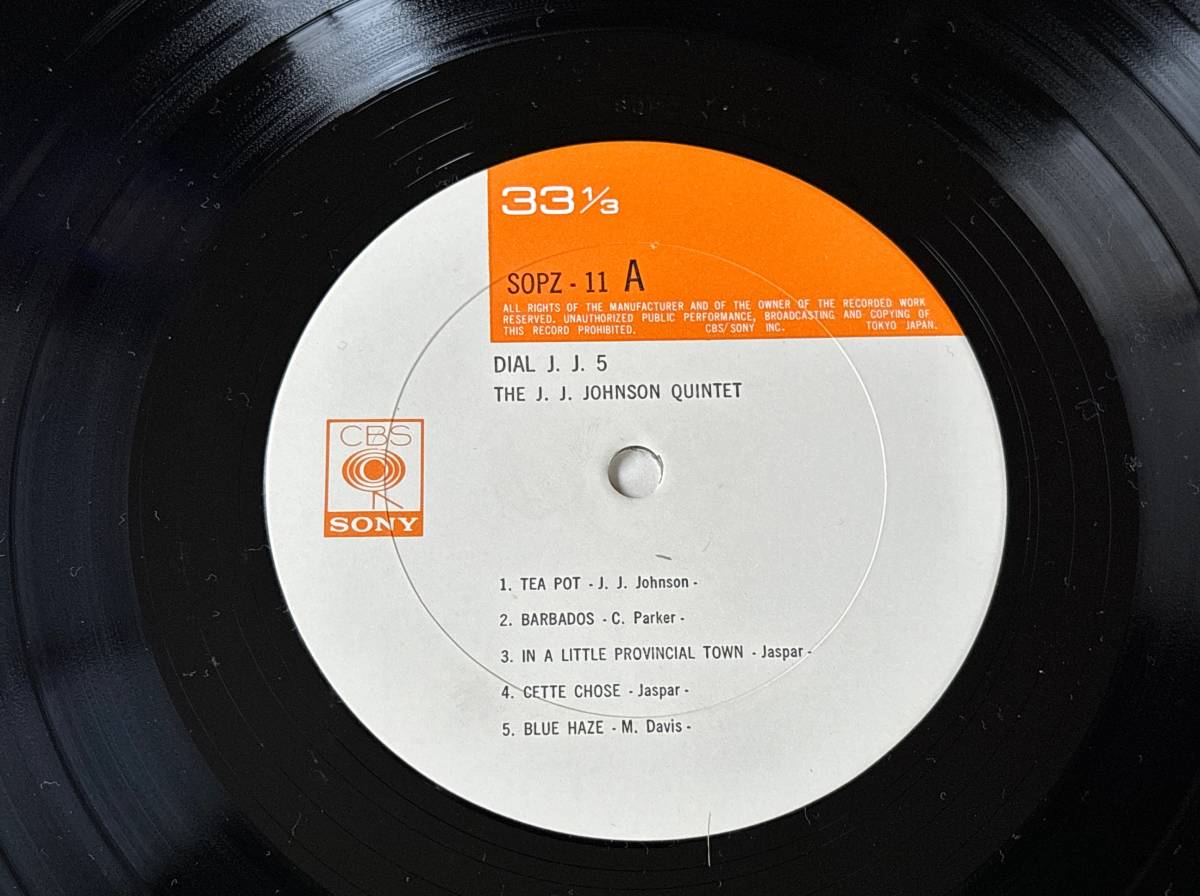 33⅓
SOPZ - 11 A
ALL RIGHTS OF THE MANUFACTURER AND OF THE OWNER OF THE RECORDED WORK
RESERVED. UNAUTHORIZED PUBLIC PERFORMANCE, BROADCASTING AND COPYING OF
THIS RECORD PROHIBITED. CBS/SONY INC. TOKYO JAPAN.
DIAL J. J. 5
THE J. J. JOHNSON QUINTET
CBS
SONY
1. TEA POT - J. J. Johnson -
2. BARBADOS - C. Parker -
3. IN A LITTLE PROVINCIAL TOWN - Jaspar -
4. CETTE CHOSE - Jaspar -
5. BLUE HAZE - M. Davis -